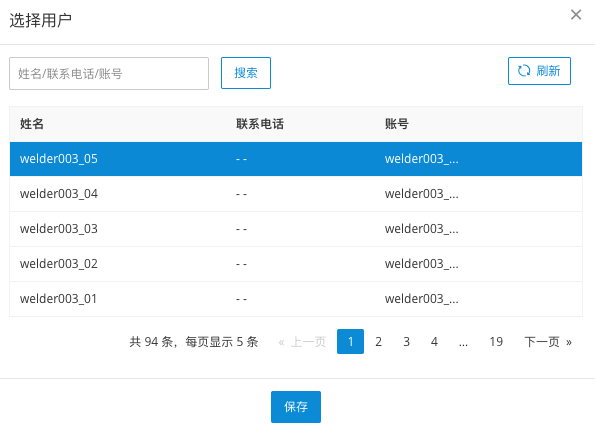 选择用户
姓名/联系电话/账号 搜索 刷新
姓名 联系电话 账号
welder003_05 - - welder003_...
welder003_04 - - welder003_...
welder003_03 - - welder003_...
welder003_02 - - welder003_...
welder003_01 - - welder003_...
共 94 条，每页显示 5 条 « 上一页 1 2 3 4 ... 19 下一页 »
保存